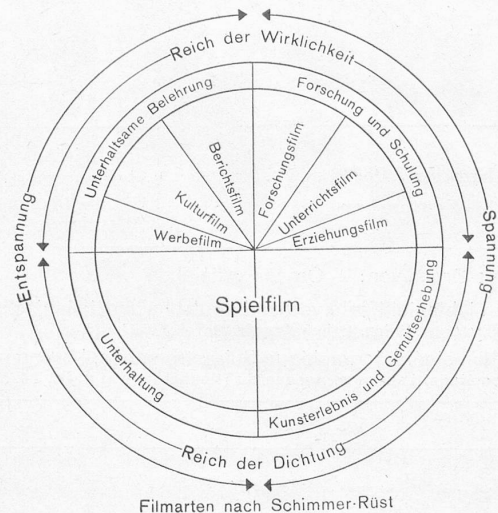 Reich der Wirklichkeit
Unterhaltsame Belehrung
Forschung und Schulung
Berichtsfilm
Forschungsfilm
Kulturfilm
Unterrichtsfilm
Werbefilm
Erziehungsfilm
Entspannung
Spannung
Spielfilm
Unterhaltung
Kunsterlebnis und Gemütserhebung
Reich der Dichtung
Filmarten nach Schimmer-Rüst